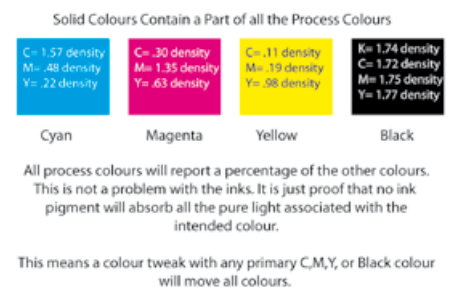 Solid Colours Contain a Part of all the Process Colours
C= 1.57 density
M= .48 density
Y= .22 density
C= .30 density
M= 1.35 density
Y= .63 density
C= .11 density
M= .19 density
Y= .98 density
K= 1.74 density
C= 1.72 density
M= 1.75 density
Y= 1.77 density
Cyan
Magenta
Yellow
Black
All process colours will report a percentage of the other colours.
This is not a problem with the inks. It is just proof that no ink
pigment will absorb all the pure light associated with the
intended colour.
This means a colour tweak with any primary C,M,Y, or Black colour
will move all colours.